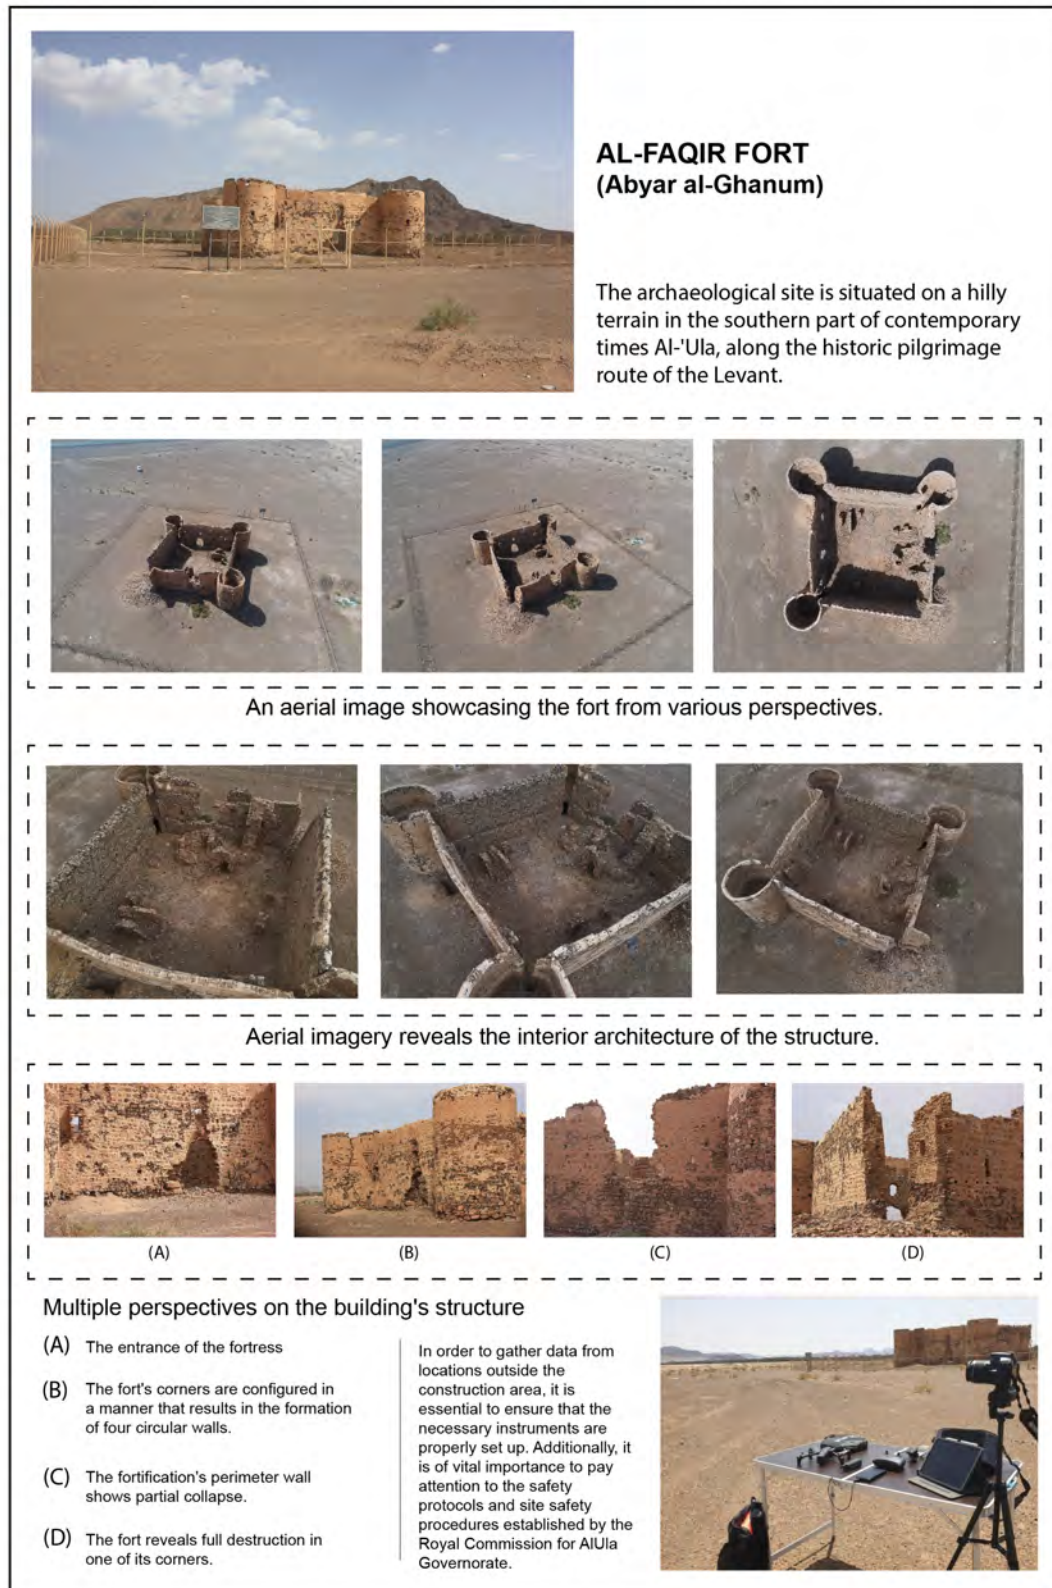 AL-FAQIR FORT
(Abyar al-Ghanum)
The archaeological site is situated on a hilly
terrain in the southern part of contemporary
times Al-'Ula, along the historic pilgrimage
route of the Levant.
An aerial image showcasing the fort from various perspectives.
Aerial imagery reveals the interior architecture of the structure.
(A)
(B)
(C)
(D)
Multiple perspectives on the building's structure
(A) The entrance of the fortress
(B) The fort's corners are configured in
a manner that results in the formation
of four circular walls.
(C) The fortification's perimeter wall
shows partial collapse.
(D) The fort reveals full destruction in
one of its corners.
In order to gather data from
locations outside the
construction area, it is
essential to ensure that the
necessary instruments are
properly set up. Additionally, it
is of vital importance to pay
attention to the safety
protocols and site safety
procedures established by the
Royal Commission for AlUla
Governorate.